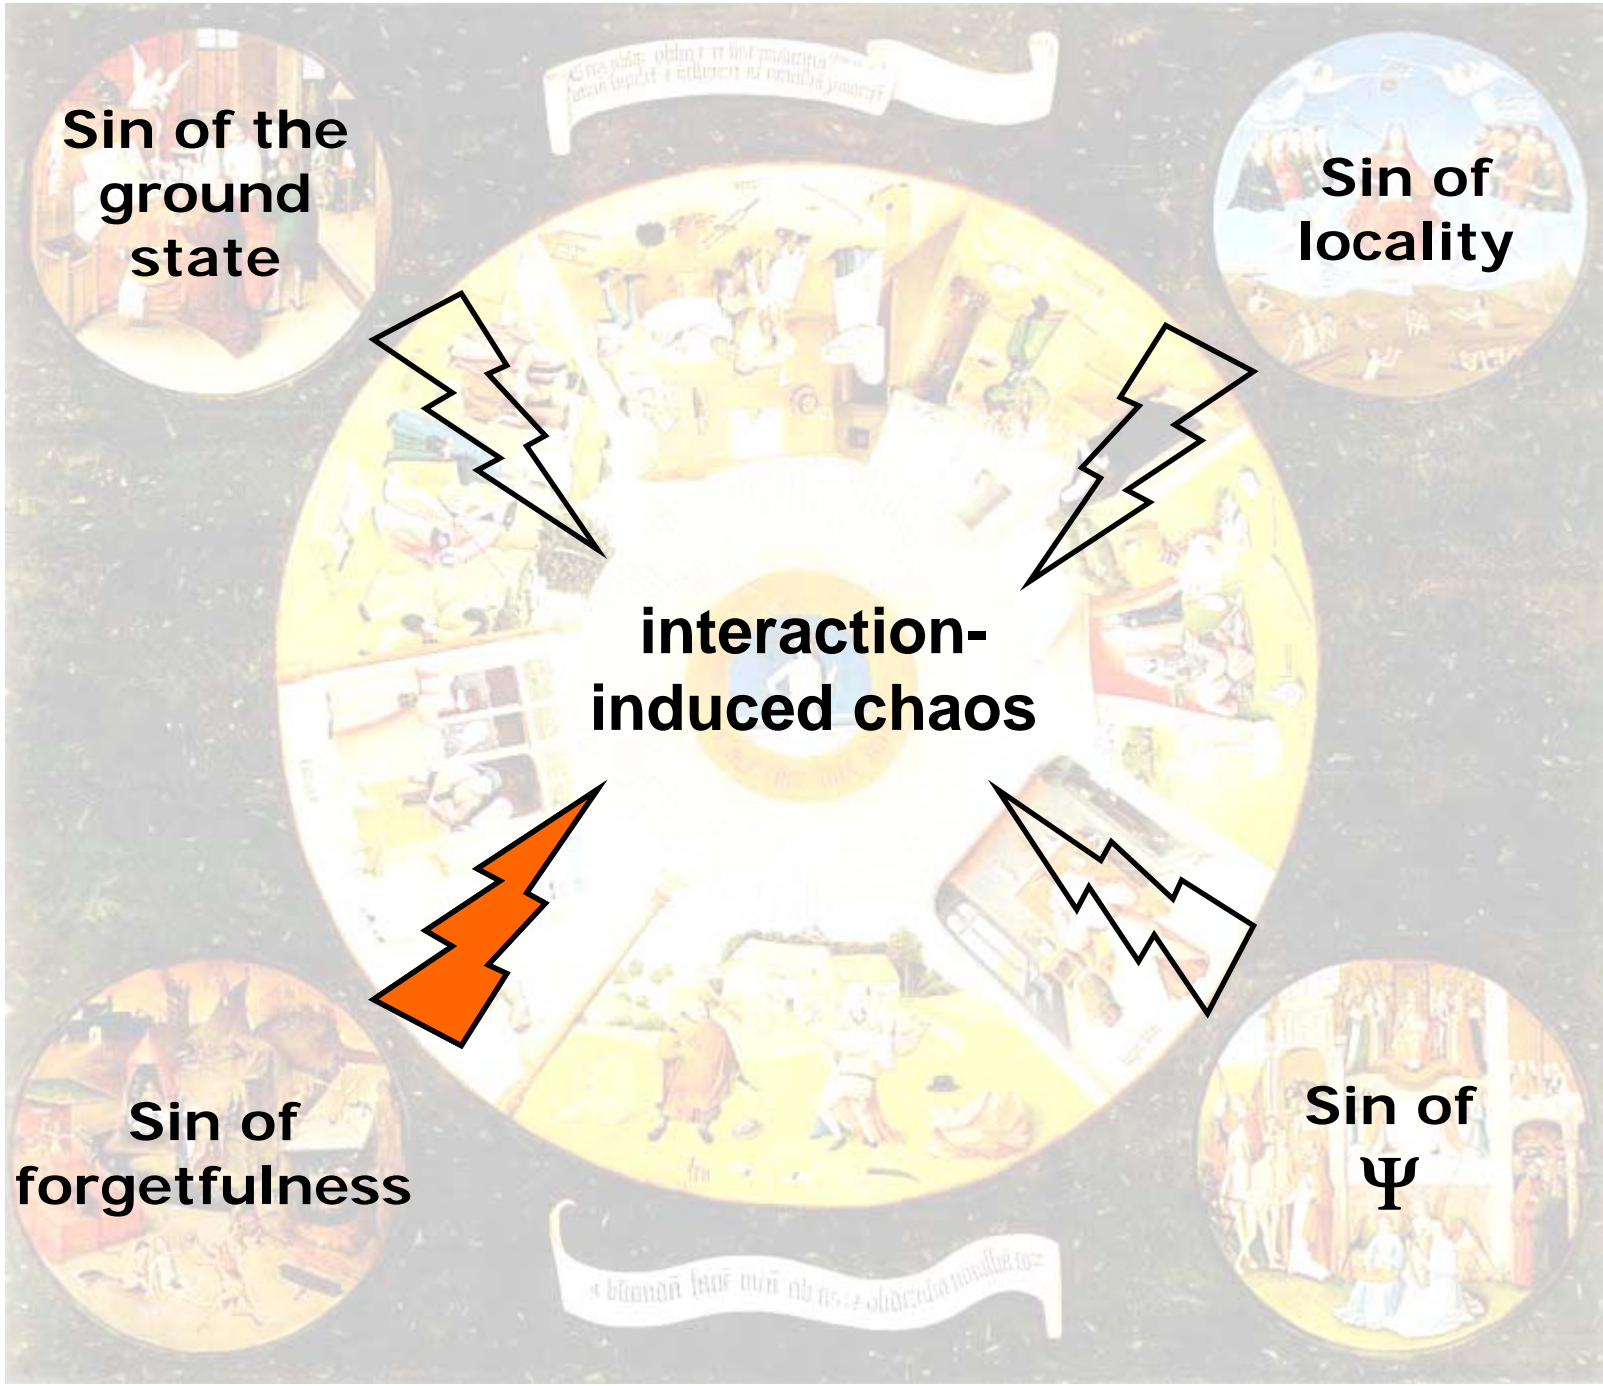 Sin of the
ground
state
Sin of
locality
interaction-
induced chaos
Sin of
forgetfulness
Sin of
Ψ